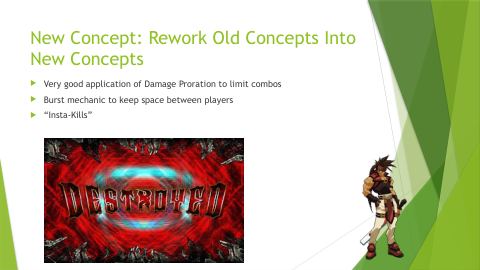 New Concept: Rework Old Concepts Into
New Concepts
Very good application of Damage Proration to limit combos
Burst mechanic to keep space between players
“Insta-Kills”
DESTROYED